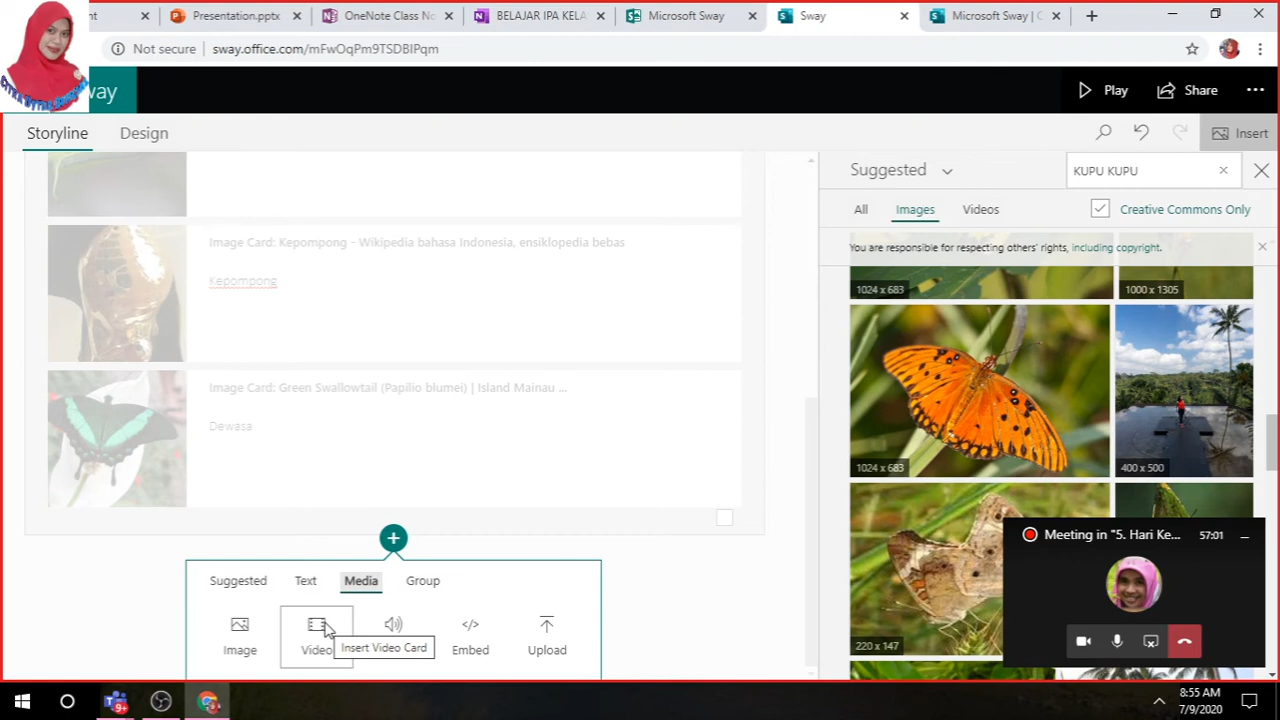 nt
Presentation.pptx
OneNote Class No
BELAJAR IPA KELA
Microsoft Sway
Sway
Microsoft Sway | C
Not secure
sway.office.com/mFwOqPm9TSDBIPqm
way
Play
Share
Storyline
Design
Insert
Suggested
KUPU KUPU
All
Images
Videos
Creative Commons Only
You are responsible for respecting others' rights, including copyright.
1024 x 683
1000 x 1305
Image Card: Kepompong - Wikipedia bahasa Indonesia, ensiklopedia bebas
Kepompong
Image Card: Green Swallowtail (Papilio blumei) | Island Mainau ...
Dewasa
1024 x 683
400 x 500
Suggested
Text
Media
Group
Image
Video
Insert Video Card
Embed
Upload
220 x 147
Meeting in "5. Hari Ke...
57:01
9+
8:55 AM
7/9/2020